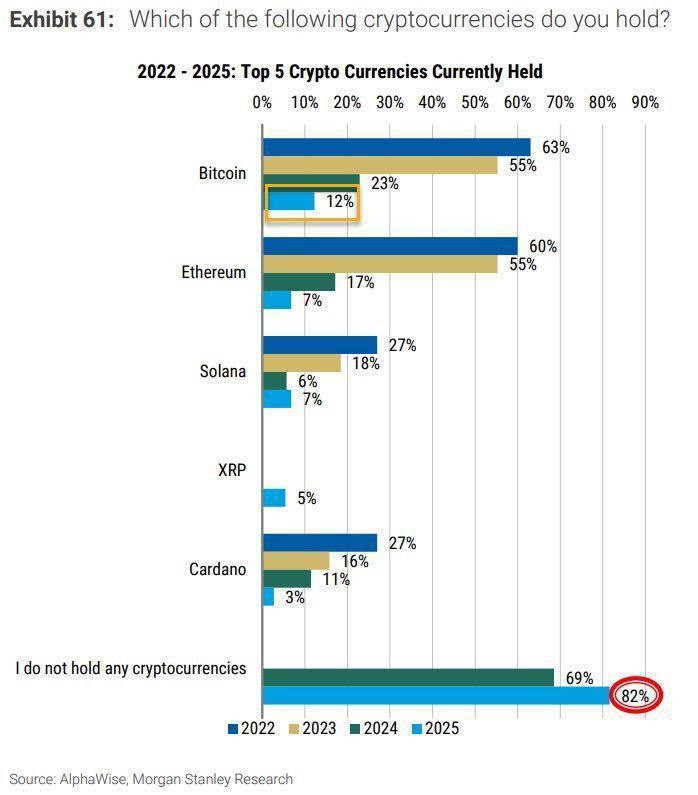 Exhibit 61: Which of the following cryptocurrencies do you hold?
2022 - 2025: Top 5 Crypto Currencies Currently Held
0% 10% 20% 30% 40% 50% 60% 70% 80% 90%
Bitcoin
63%
55%
23%
12%
Ethereum
60%
55%
17%
7%
Solana
27%
18%
6%
7%
XRP
5%
Cardano
27%
16%
11%
3%
I do not hold any cryptocurrencies
69%
82%
2022 2023 2024 2025
Source: AlphaWise, Morgan Stanley Research